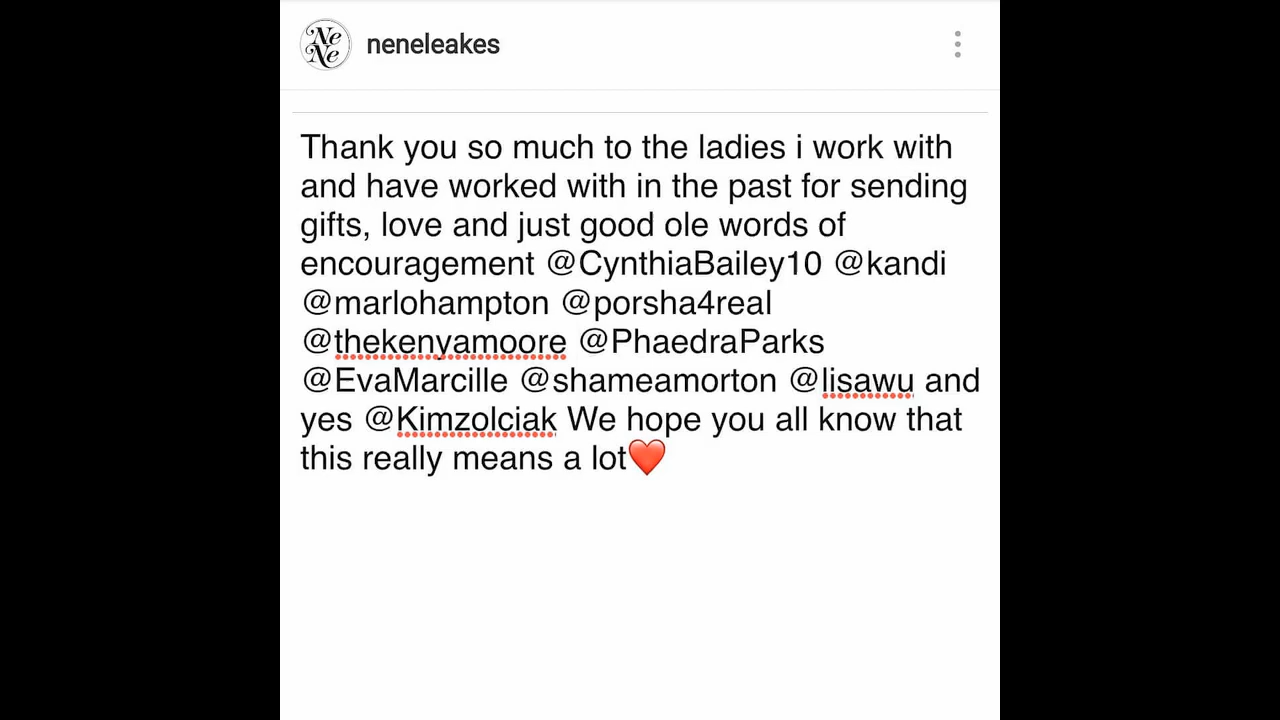 Ne
Ne
neneleakes
Thank you so much to the ladies i work with
and have worked with in the past for sending
gifts, love and just good ole words of
encouragement @CynthiaBailey10 @kandi
@marlohampton @porsha4real
@thekenyamoore @PhaedraParks
@EvaMarcille @shameamorton @lisawu and
yes @Kimzolciak We hope you all know that
this really means a lot❤️